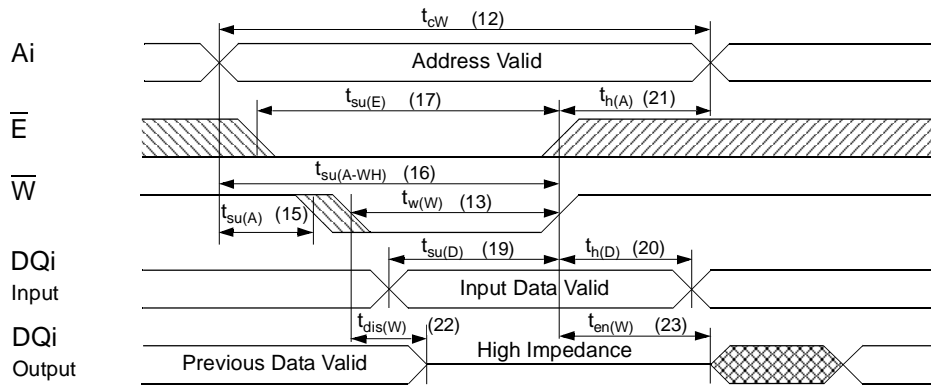 t_cW (12)
Ai
Address Valid
t_su(E) (17)
t_h(A) (21)
E̅
t_su(A-WH) (16)
W̅
t_w(W) (13)
t_su(A) (15)
t_su(D) (19)
t_h(D) (20)
DQi
Input
Input Data Valid
t_dis(W) (22)
t_en(W) (23)
DQi
Output
Previous Data Valid
High Impedance